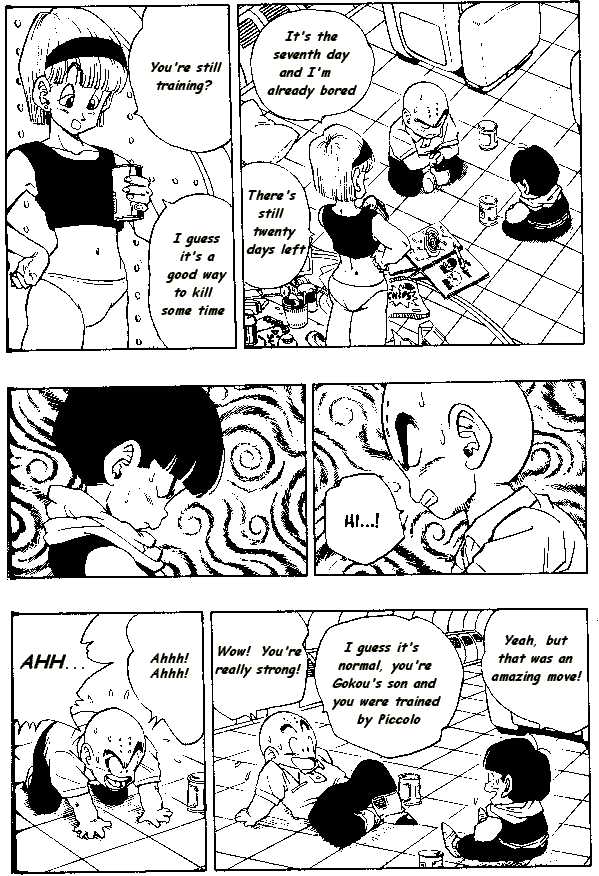 You're still
training?
I guess
it's a
good way
to kill
some time
It's the
seventh day
and I'm
already bored
There's
still
twenty
days left
CHIPS
HI...!
AHH...
Ahhh!
Ahhh!
Wow! You're
really strong!
I guess it's
normal, you're
Gokou's son and
you were trained
by Piccolo
Yeah, but
that was an
amazing move!